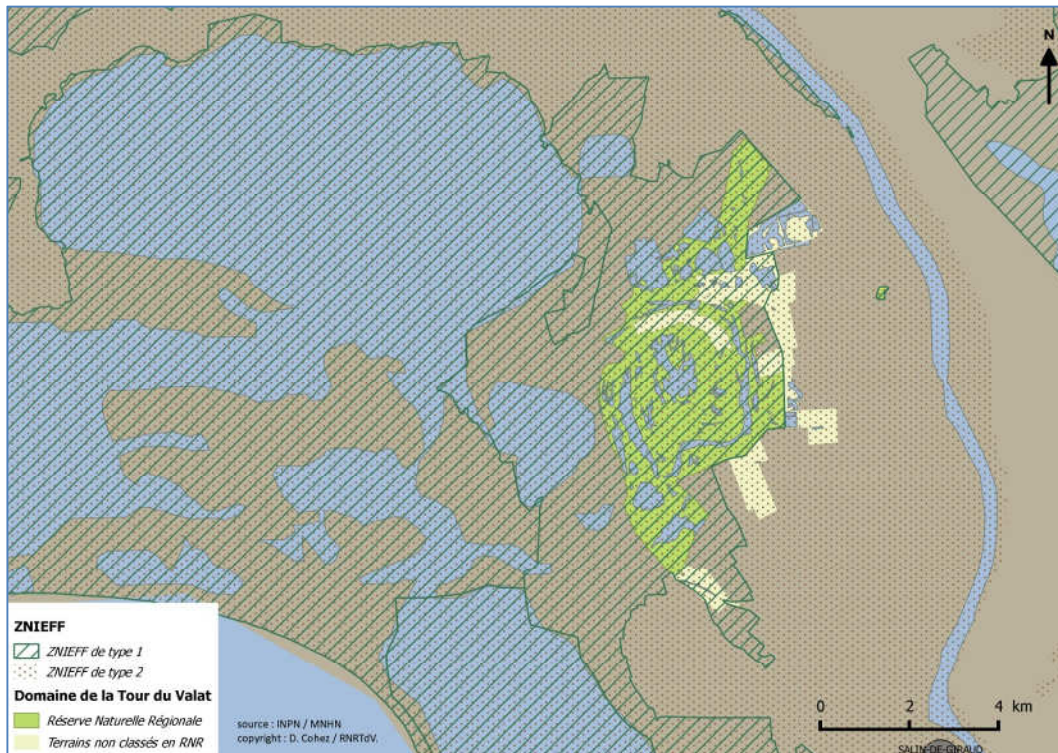 N
ZNIEFF
ZNIEFF de type 1
ZNIEFF de type 2
Domaine de la Tour du Valat
Réserve Naturelle Régionale
Terrains non classés en RNR
source : INPN / MNHN
copyright : D. Cohez / RNRTdV.
0 2 4 km
SALIN-DE-GIRAUD